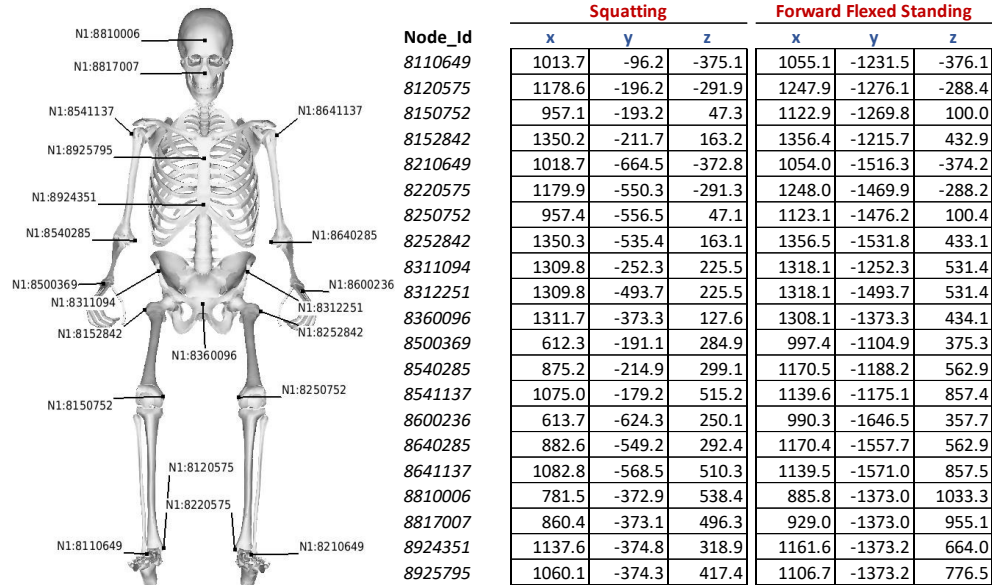 N1:8810006
N1:8817007
N1:8541137
N1:8641137
N1:8925795
N1:8924351
N1:8540285
N1:8640285
N1:8500369
N1:8600236
N1:8311094
N1:8312251
N1:8152842
N1:8252842
N1:8360096
N1:8250752
N1:8150752
N1:8120575
N1:8220575
N1:8110649
N1:8210649
Squatting Forward Flexed Standing
Node_Id x y z x y z
8110649 1013.7 -96.2 -375.1 1055.1 -1231.5 -376.1
8120575 1178.6 -196.2 -291.9 1247.9 -1276.1 -288.4
8150752 957.1 -193.2 47.3 1122.9 -1269.8 100.0
8152842 1350.2 -211.7 163.2 1356.4 -1215.7 432.9
8210649 1018.7 -664.5 -372.8 1054.0 -1516.3 -374.2
8220575 1179.9 -550.3 -291.3 1248.0 -1469.9 -288.2
8250752 957.4 -556.5 47.1 1123.1 -1476.2 100.4
8252842 1350.3 -535.4 163.1 1356.5 -1531.8 433.1
8311094 1309.8 -252.3 225.5 1318.1 -1252.3 531.4
8312251 1309.8 -493.7 225.5 1318.1 -1493.7 531.4
8360096 1311.7 -373.3 127.6 1308.1 -1373.3 434.1
8500369 612.3 -191.1 284.9 997.4 -1104.9 375.3
8540285 875.2 -214.9 299.1 1170.5 -1188.2 562.9
8541137 1075.0 -179.2 515.2 1139.6 -1175.1 857.4
8600236 613.7 -624.3 250.1 990.3 -1646.5 357.7
8640285 882.6 -549.2 292.4 1170.4 -1557.7 562.9
8641137 1082.8 -568.5 510.3 1139.5 -1571.0 857.5
8810006 781.5 -372.9 538.4 885.8 -1373.0 1033.3
8817007 860.4 -373.1 496.3 929.0 -1373.0 955.1
8924351 1137.6 -374.8 318.9 1161.6 -1373.2 664.0
8925795 1060.1 -374.3 417.4 1106.7 -1373.2 776.5